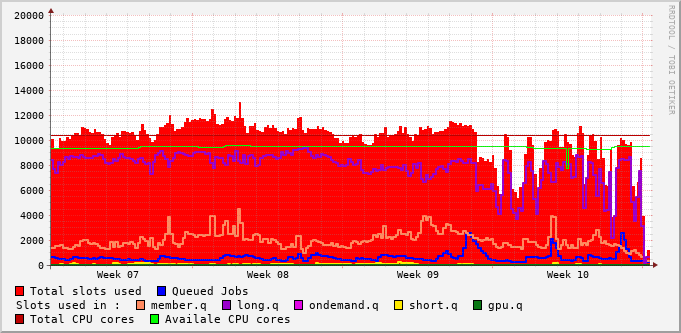 20000
18000
16000
14000
12000
10000
8000
6000
4000
2000
0
Week 07 Week 08 Week 09 Week 10
RRDTOOL / TOBI OETIKER
Total slots used Queued Jobs
Slots used in : member.q long.q ondemand.q short.q gpu.q
Total CPU cores Availale CPU cores